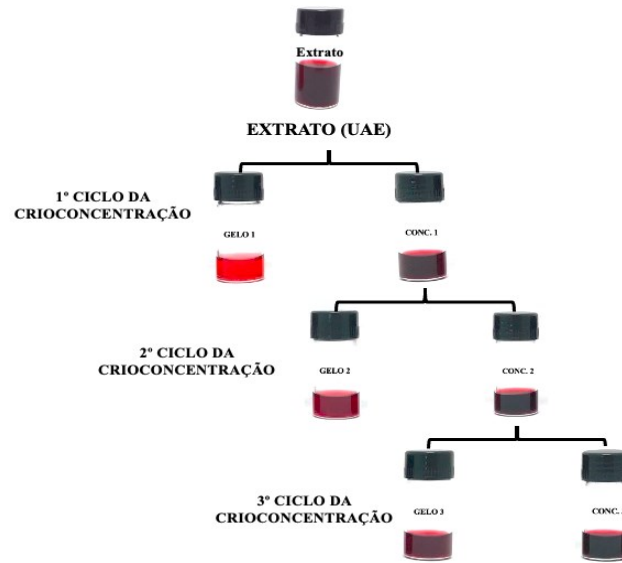 Extrato
EXTRATO (UAE)
1º CICLO DA
CRIOCONCENTRAÇÃO
GELO 1
CONC. 1
2º CICLO DA
CRIOCONCENTRAÇÃO
GELO 2
CONC. 2
3º CICLO DA
CRIOCONCENTRAÇÃO
GELO 3
CONC.